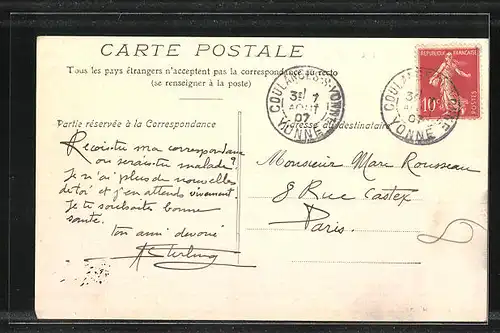 CARTE POSTALE
Tous les pays étrangers n'acceptent pas la correspondance au recto
(se renseigner à la poste)
COULANGES-S-YONNE
YONNE
AOUT
07
REPUBLIQUE FRANÇAISE
10c
POSTES
Partie réservée à la Correspondance
Adresse du destinataire
Reçois-tu ma correspondance
ou serais-tu malade?
Je n'ai plus de nouvelles
de toi et j'en attends vivement
Je te souhaite bonne
santé.
ton ami dévoué
Monsieur Marc Rousseau
8 Rue Castex
Paris.